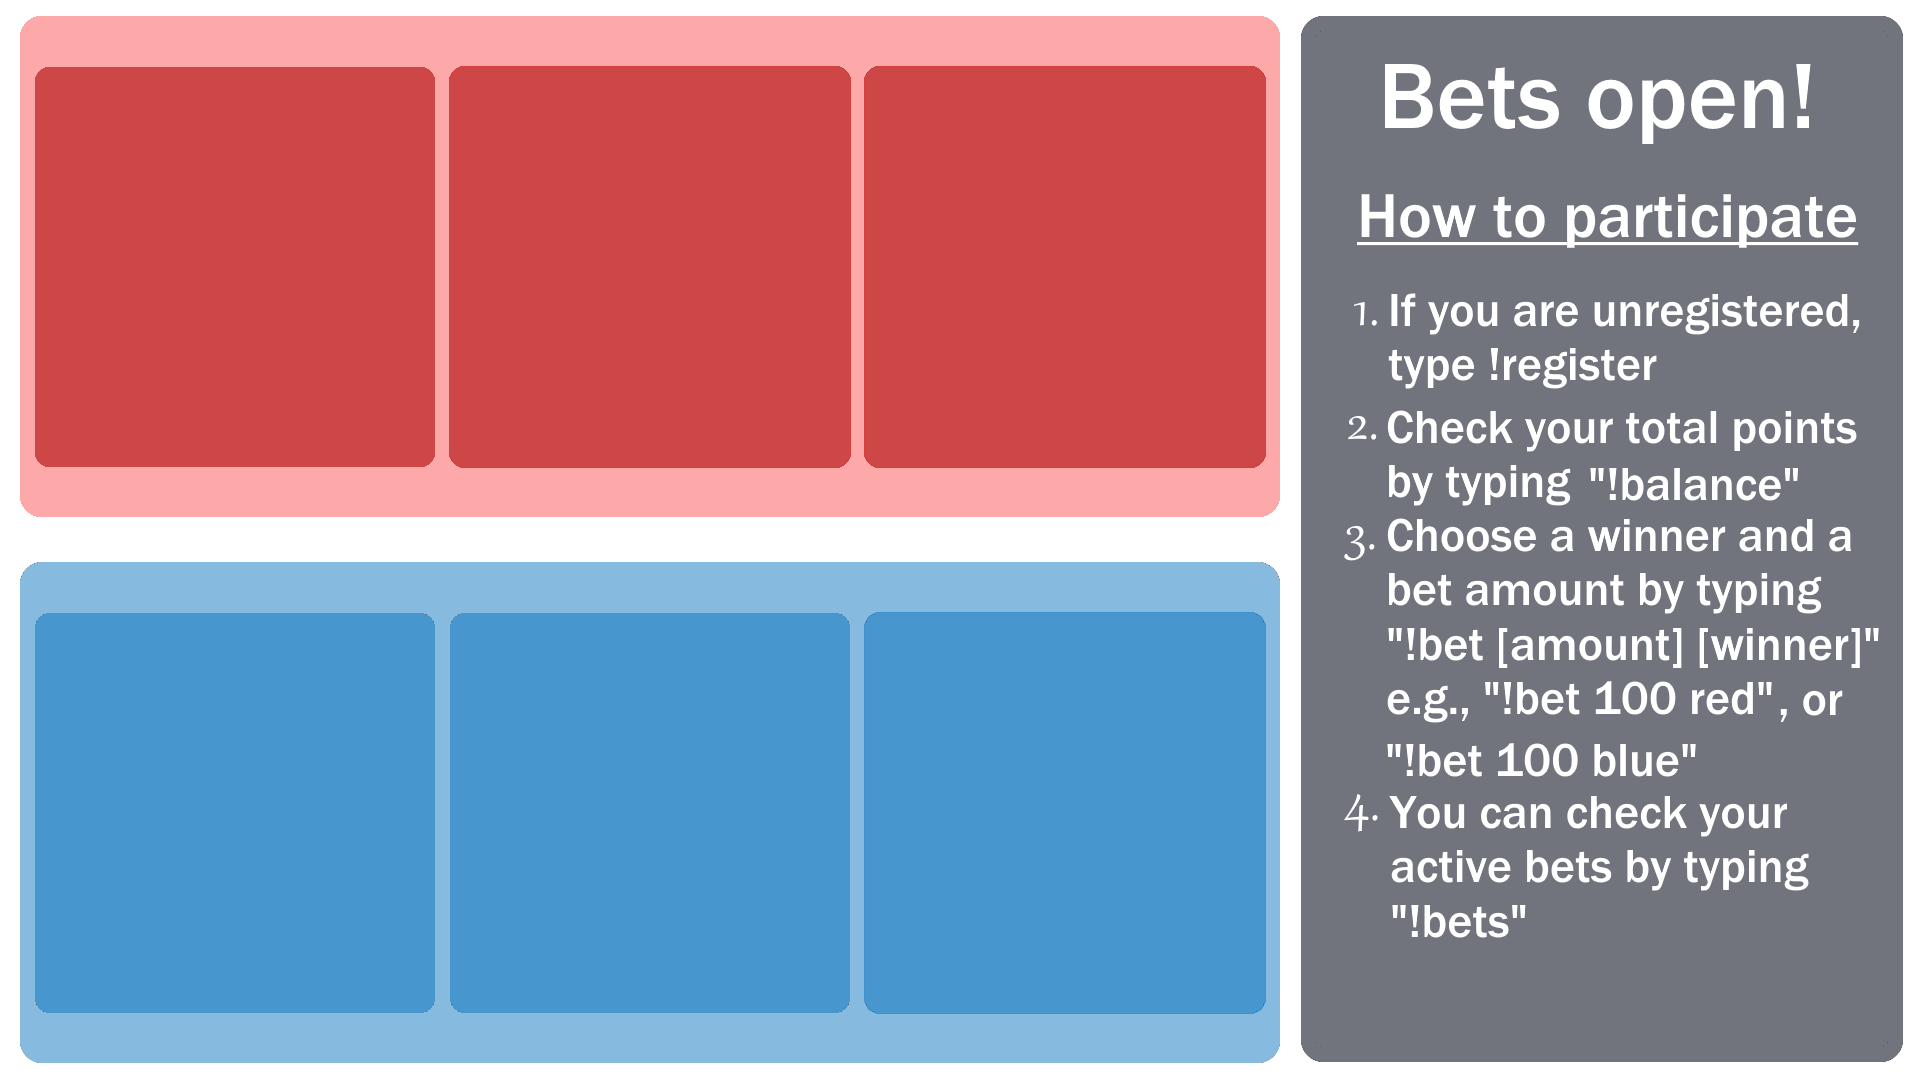 Bets open!
How to participate
1. If you are unregistered,
type !register
2. Check your total points
by typing "!balance"
3. Choose a winner and a
bet amount by typing
"!bet [amount] [winner]"
e.g., "!bet 100 red", or
"!bet 100 blue"
4. You can check your
active bets by typing
"!bets"